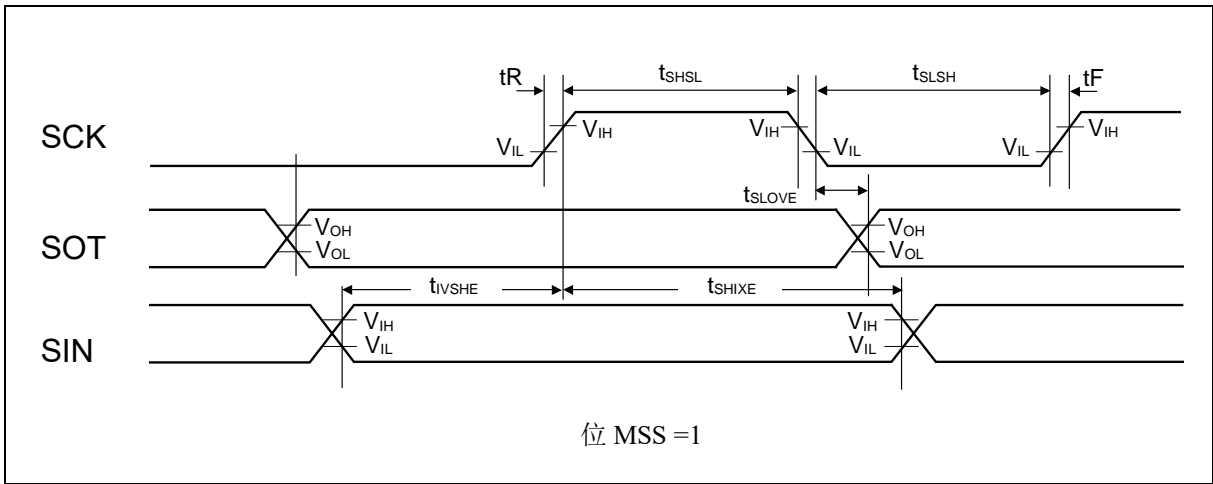 tR tSHSL tSLSH tF
SCK VIH VIH VIH
VIL VIL VIL
tSLOVE
SOT VOH VOH
VOL VOL
tIVSHE tSHIXE
SIN VIH VIH
VIL VIL
位 MSS =1